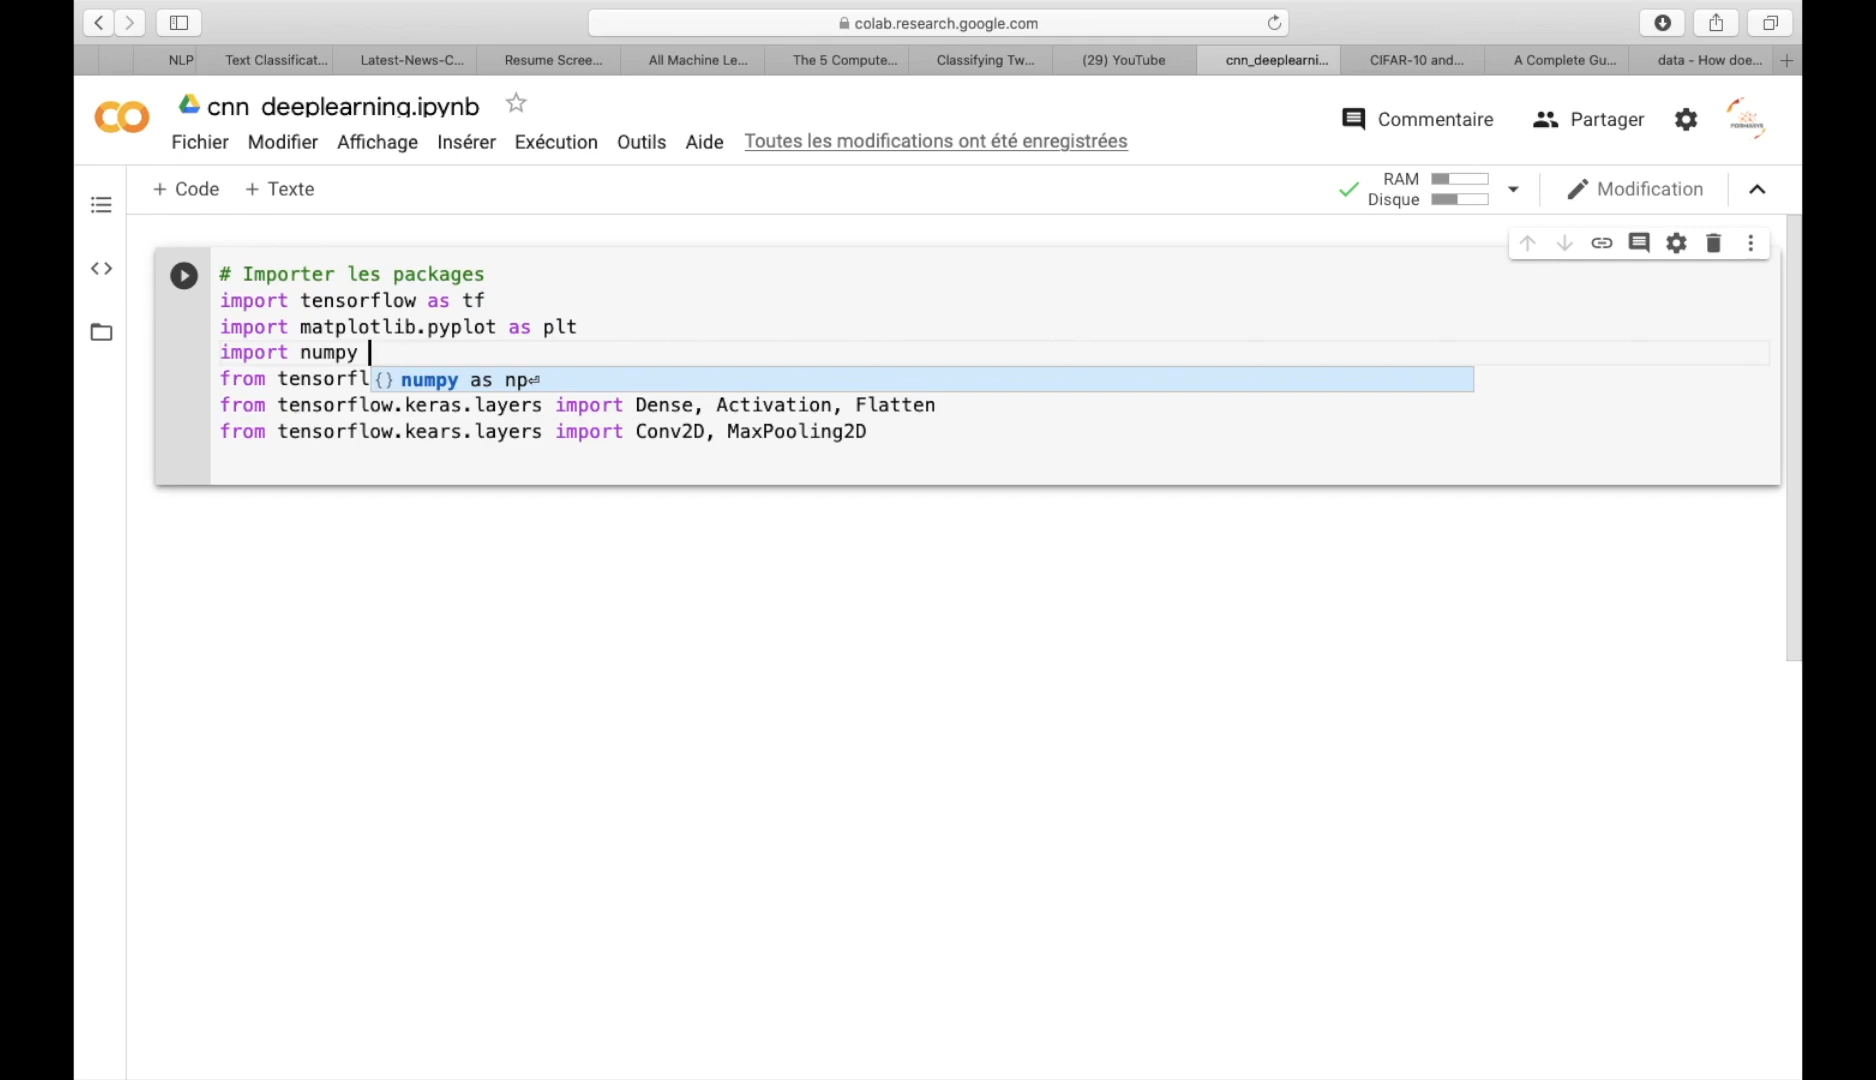 colab.research.google.com
NLP
Text Classificat...
Latest-News-C...
Resume Scree...
All Machine Le...
The 5 Compute...
Classifying Tw...
(29) YouTube
cnn_deeplearni...
CIFAR-10 and...
A Complete Gu...
data - How doe...
CO
cnn_deeplearning.ipynb
Commentaire
Partager
Fichier Modifier Affichage Insérer Exécution Outils Aide Toutes les modifications ont été enregistrées
+ Code + Texte
RAM
Disque
Modification
# Importer les packages
import tensorflow as tf
import matplotlib.pyplot as plt
import numpy
from tensorfl {} numpy as np⏎
from tensorflow.keras.layers import Dense, Activation, Flatten
from tensorflow.kears.layers import Conv2D, MaxPooling2D